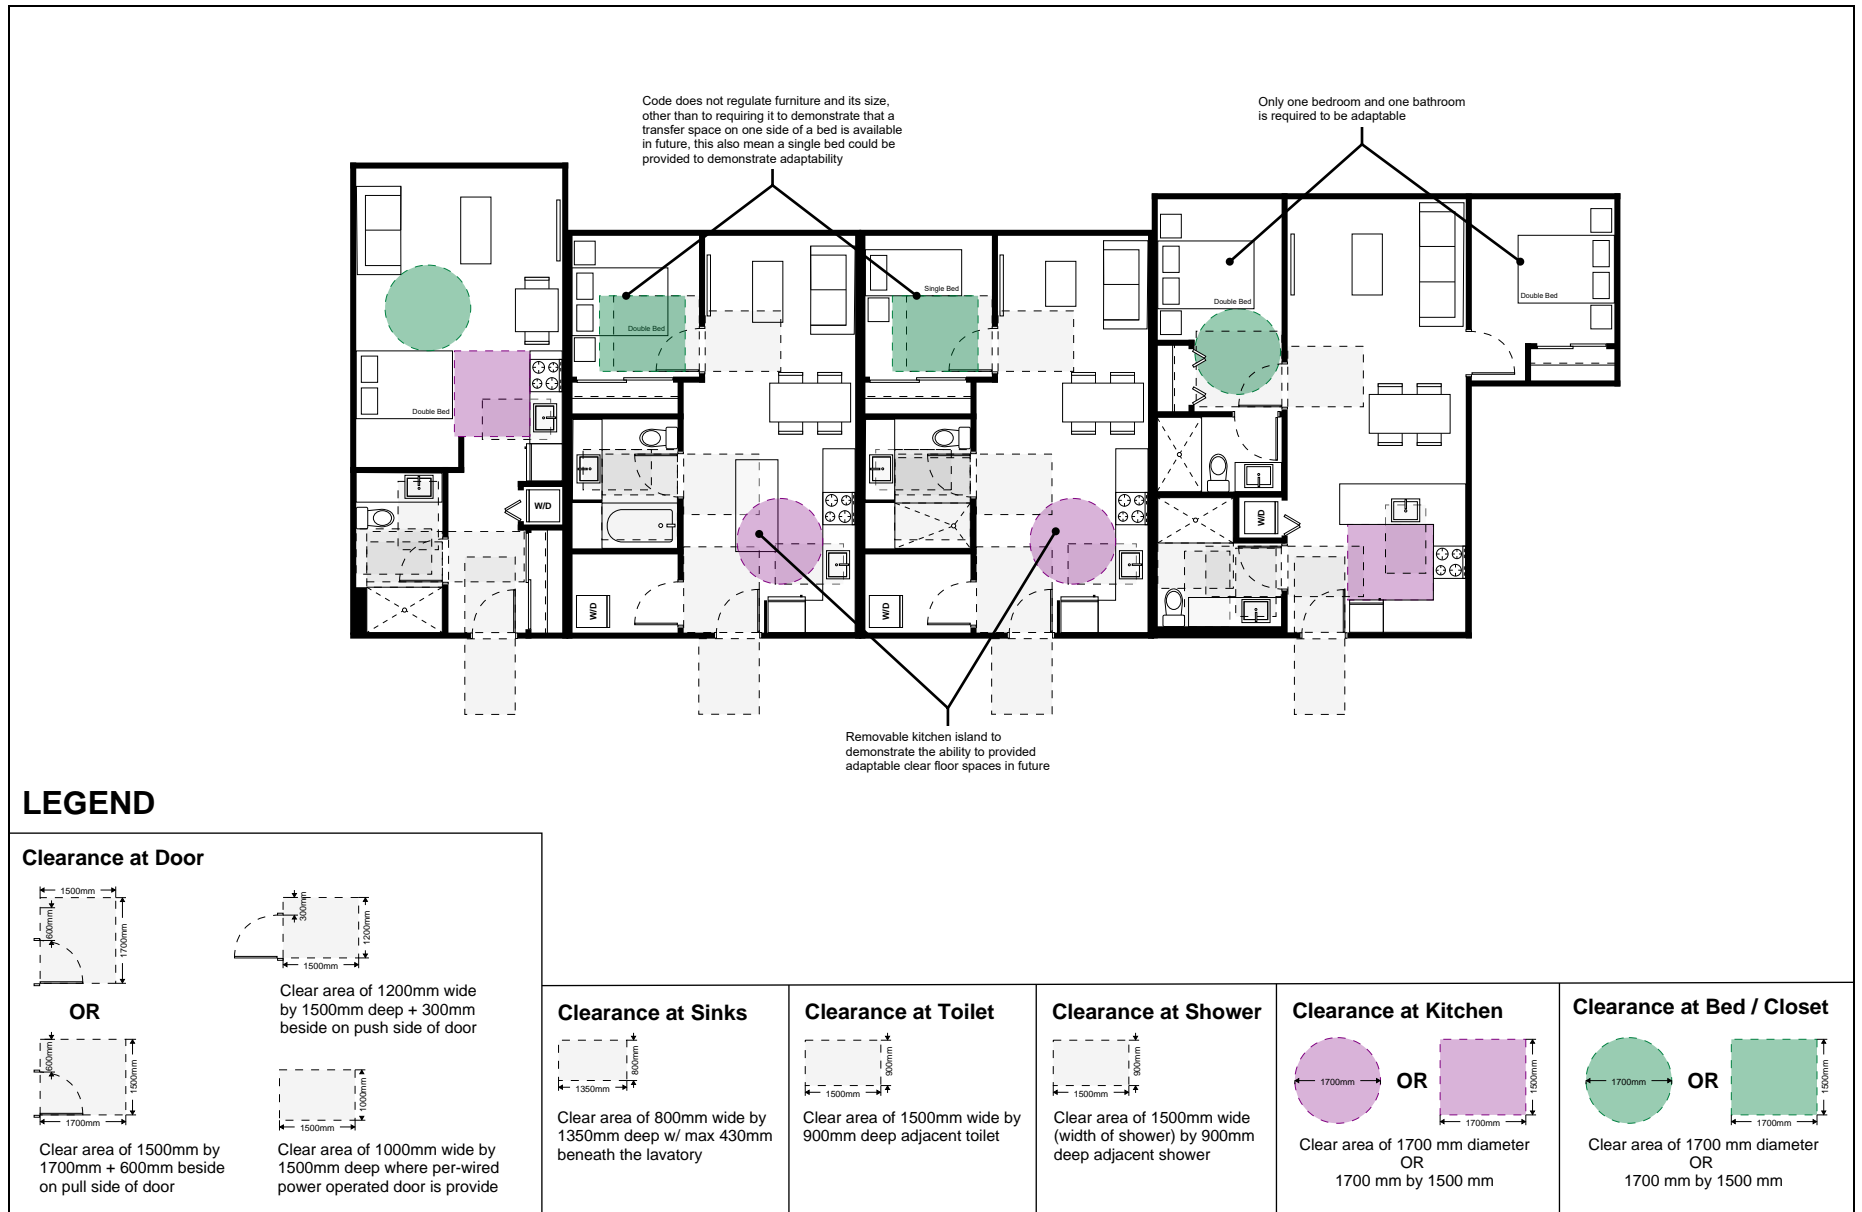 Code does not regulate furniture and its size,
other than to requiring it to demonstrate that a
transfer space on one side of a bed is available
in future, this also mean a single bed could be
provided to demonstrate adaptability
Only one bedroom and one bathroom
is required to be adaptable
Double Bed
W/D
Double Bed
W/D
Single Bed
W/D
Double Bed
Double Bed
W/D
Removable kitchen island to
demonstrate the ability to provided
adaptable clear floor spaces in future
LEGEND
Clearance at Door
1500mm
600mm
1700mm
OR
600mm
1500mm
1700mm
Clear area of 1500mm by
1700mm + 600mm beside
on pull side of door
300mm
1200mm
1500mm
Clear area of 1200mm wide
by 1500mm deep + 300mm
beside on push side of door
1000mm
1500mm
Clear area of 1000mm wide by
1500mm deep where per-wired
power operated door is provide
Clearance at Sinks
800mm
1350mm
Clear area of 800mm wide by
1350mm deep w/ max 430mm
beneath the lavatory
Clearance at Toilet
900mm
1500mm
Clear area of 1500mm wide by
900mm deep adjacent toilet
Clearance at Shower
900mm
1500mm
Clear area of 1500mm wide
(width of shower) by 900mm
deep adjacent shower
Clearance at Kitchen
1700mm
OR
1500mm
1700mm
Clear area of 1700 mm diameter
OR
1700 mm by 1500 mm
Clearance at Bed / Closet
1700mm
OR
1500mm
1700mm
Clear area of 1700 mm diameter
OR
1700 mm by 1500 mm